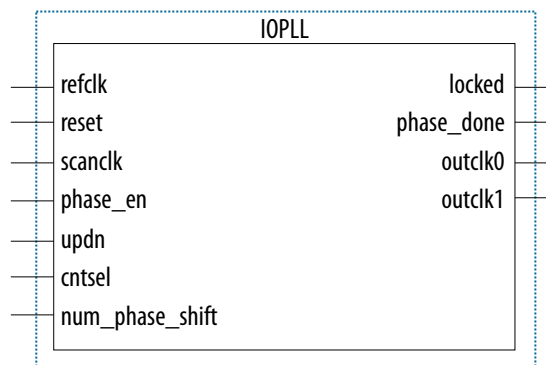 IOPLL
refclk
locked
reset
phase_done
scanclk
outclk0
phase_en
outclk1
updn
cntsel
num_phase_shift